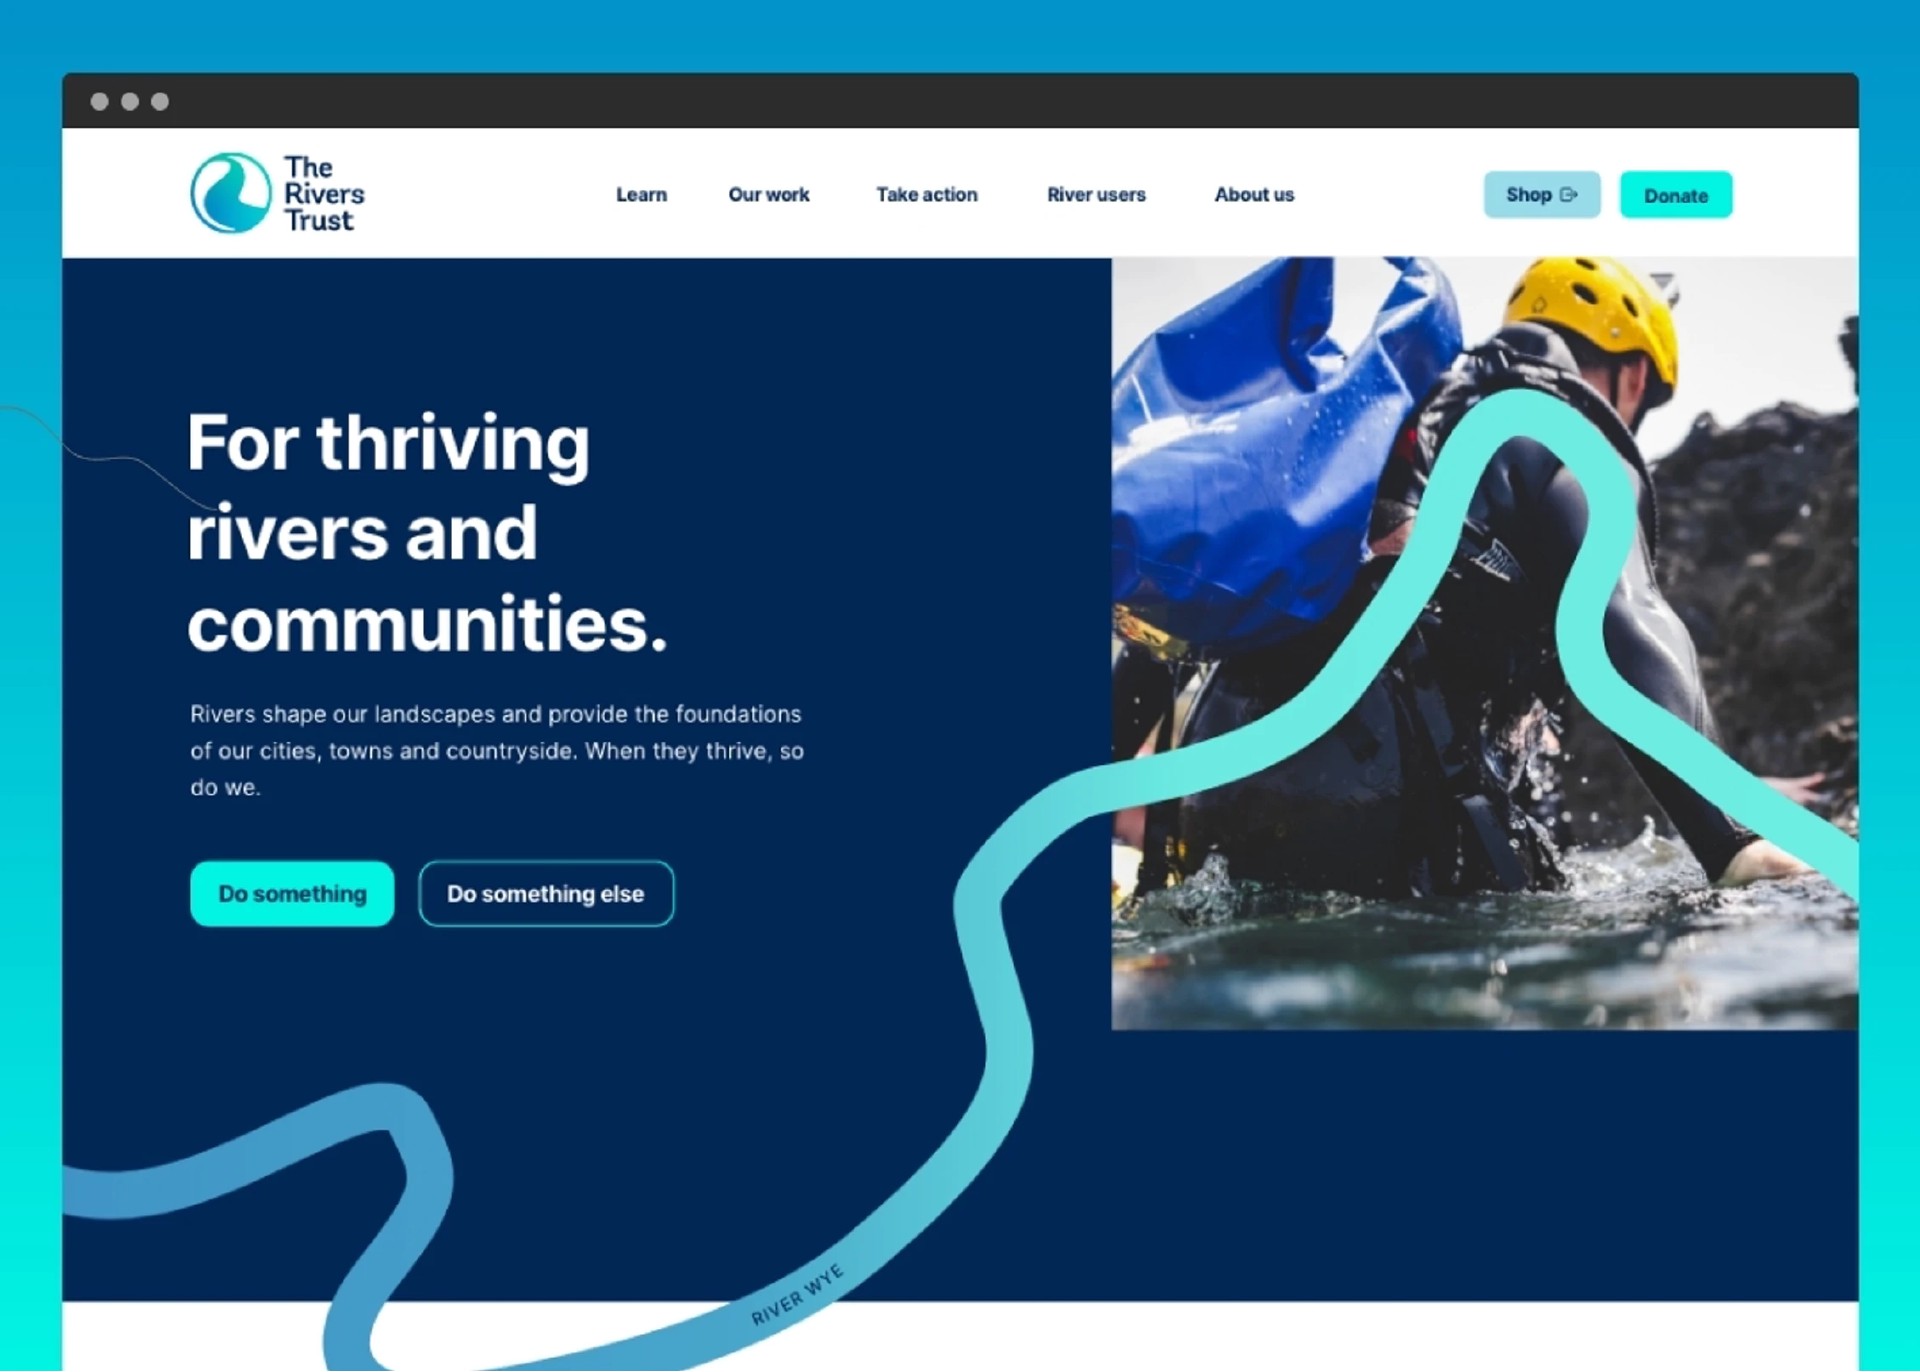 The
Rivers
Trust
Learn
Our work
Take action
River users
About us
Shop
Donate
For thriving
rivers and
communities.
Rivers shape our landscapes and provide the foundations
of our cities, towns and countryside. When they thrive, so
do we.
Do something
Do something else
RIVER WYE